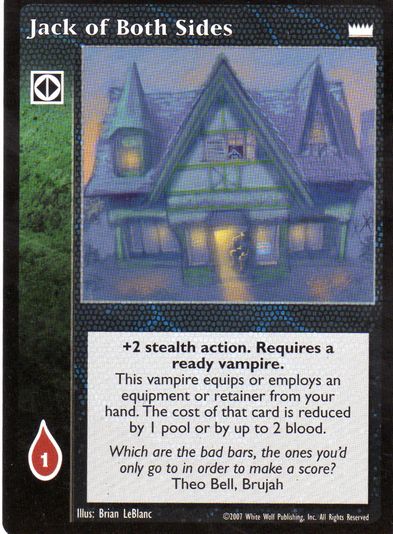 Jack of Both Sides
+2 stealth action. Requires a
ready vampire.
This vampire equips or employs an
equipment or retainer from your
hand. The cost of that card is reduced
by 1 pool or by up to 2 blood.
Which are the bad bars, the ones you'd
only go to in order to make a score?
Theo Bell, Brujah
1
Illus: Brian LeBlanc
©2007 White Wolf Publishing, Inc. All Rights Reserved